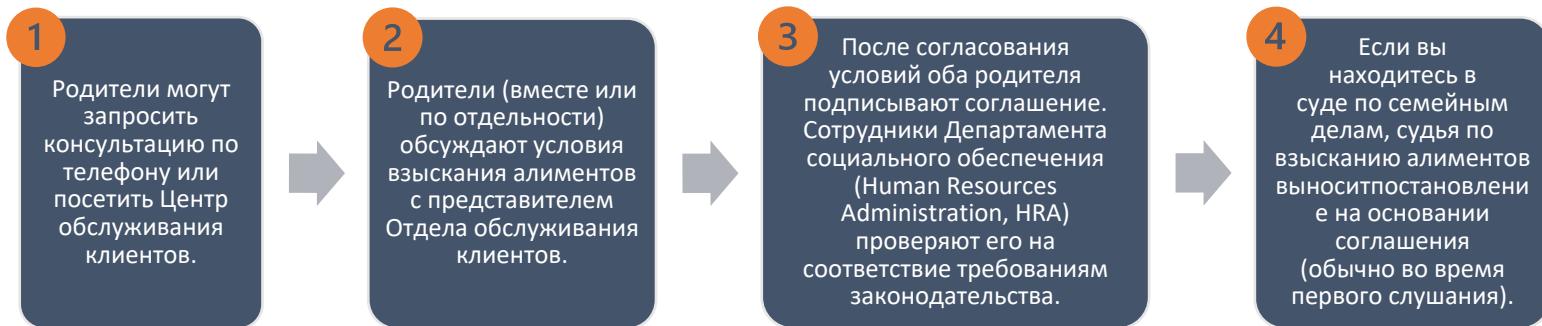 1
Родители могут
запросить
консультацию по
телефону или
посетить Центр
обслуживания
клиентов.
2
Родители (вместе или
по отдельности)
обсуждают условия
взыскания алиментов
с представителем
Отдела обслуживания
клиентов.
3
После согласования
условий оба родителя
подписывают соглашение.
Сотрудники Департамента
социального обеспечения
(Human Resources
Administration, HRA)
проверяют его на
соответствие требованиям
законодательства.
4
Если вы
находитесь в
суде по семейным
делам, судья по
взысканию алиментов
выноситпостановлени
е на основании
соглашения
(обычно во время
первого слушания).